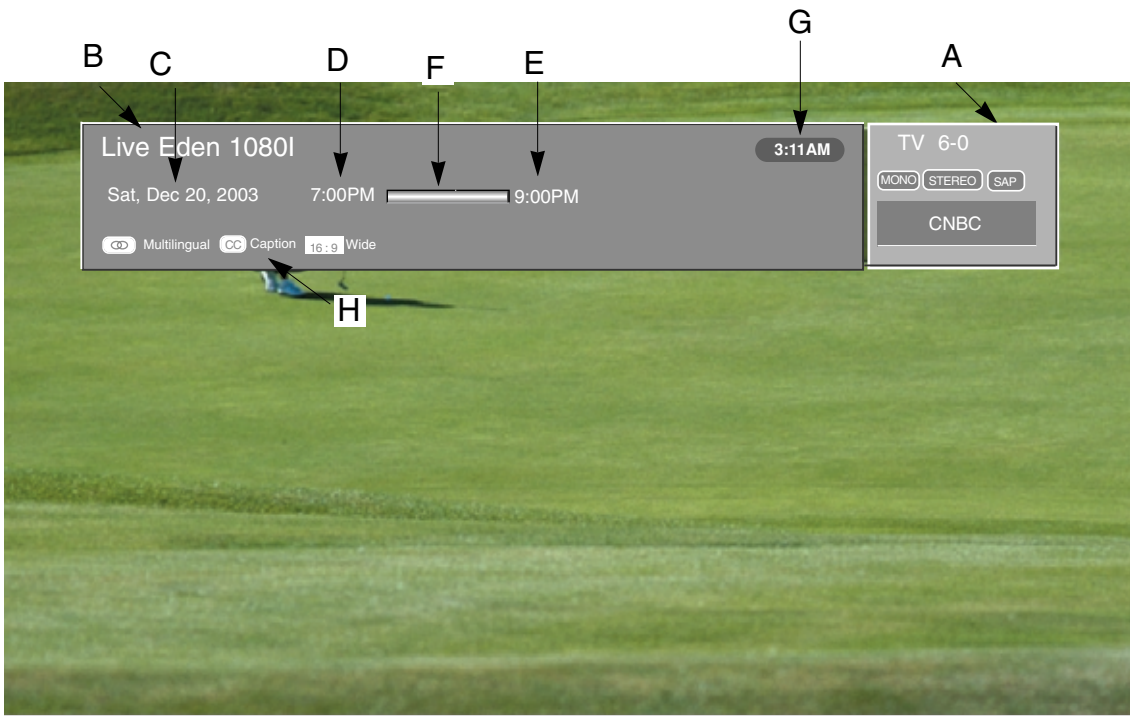 G
B C D F E A
Live Eden 1080I 3:11AM TV 6-0
Sat, Dec 20, 2003 7:00PM 9:00PM MONO STEREO SAP
CNBC
Multilingual CC Caption 16:9 Wide
H